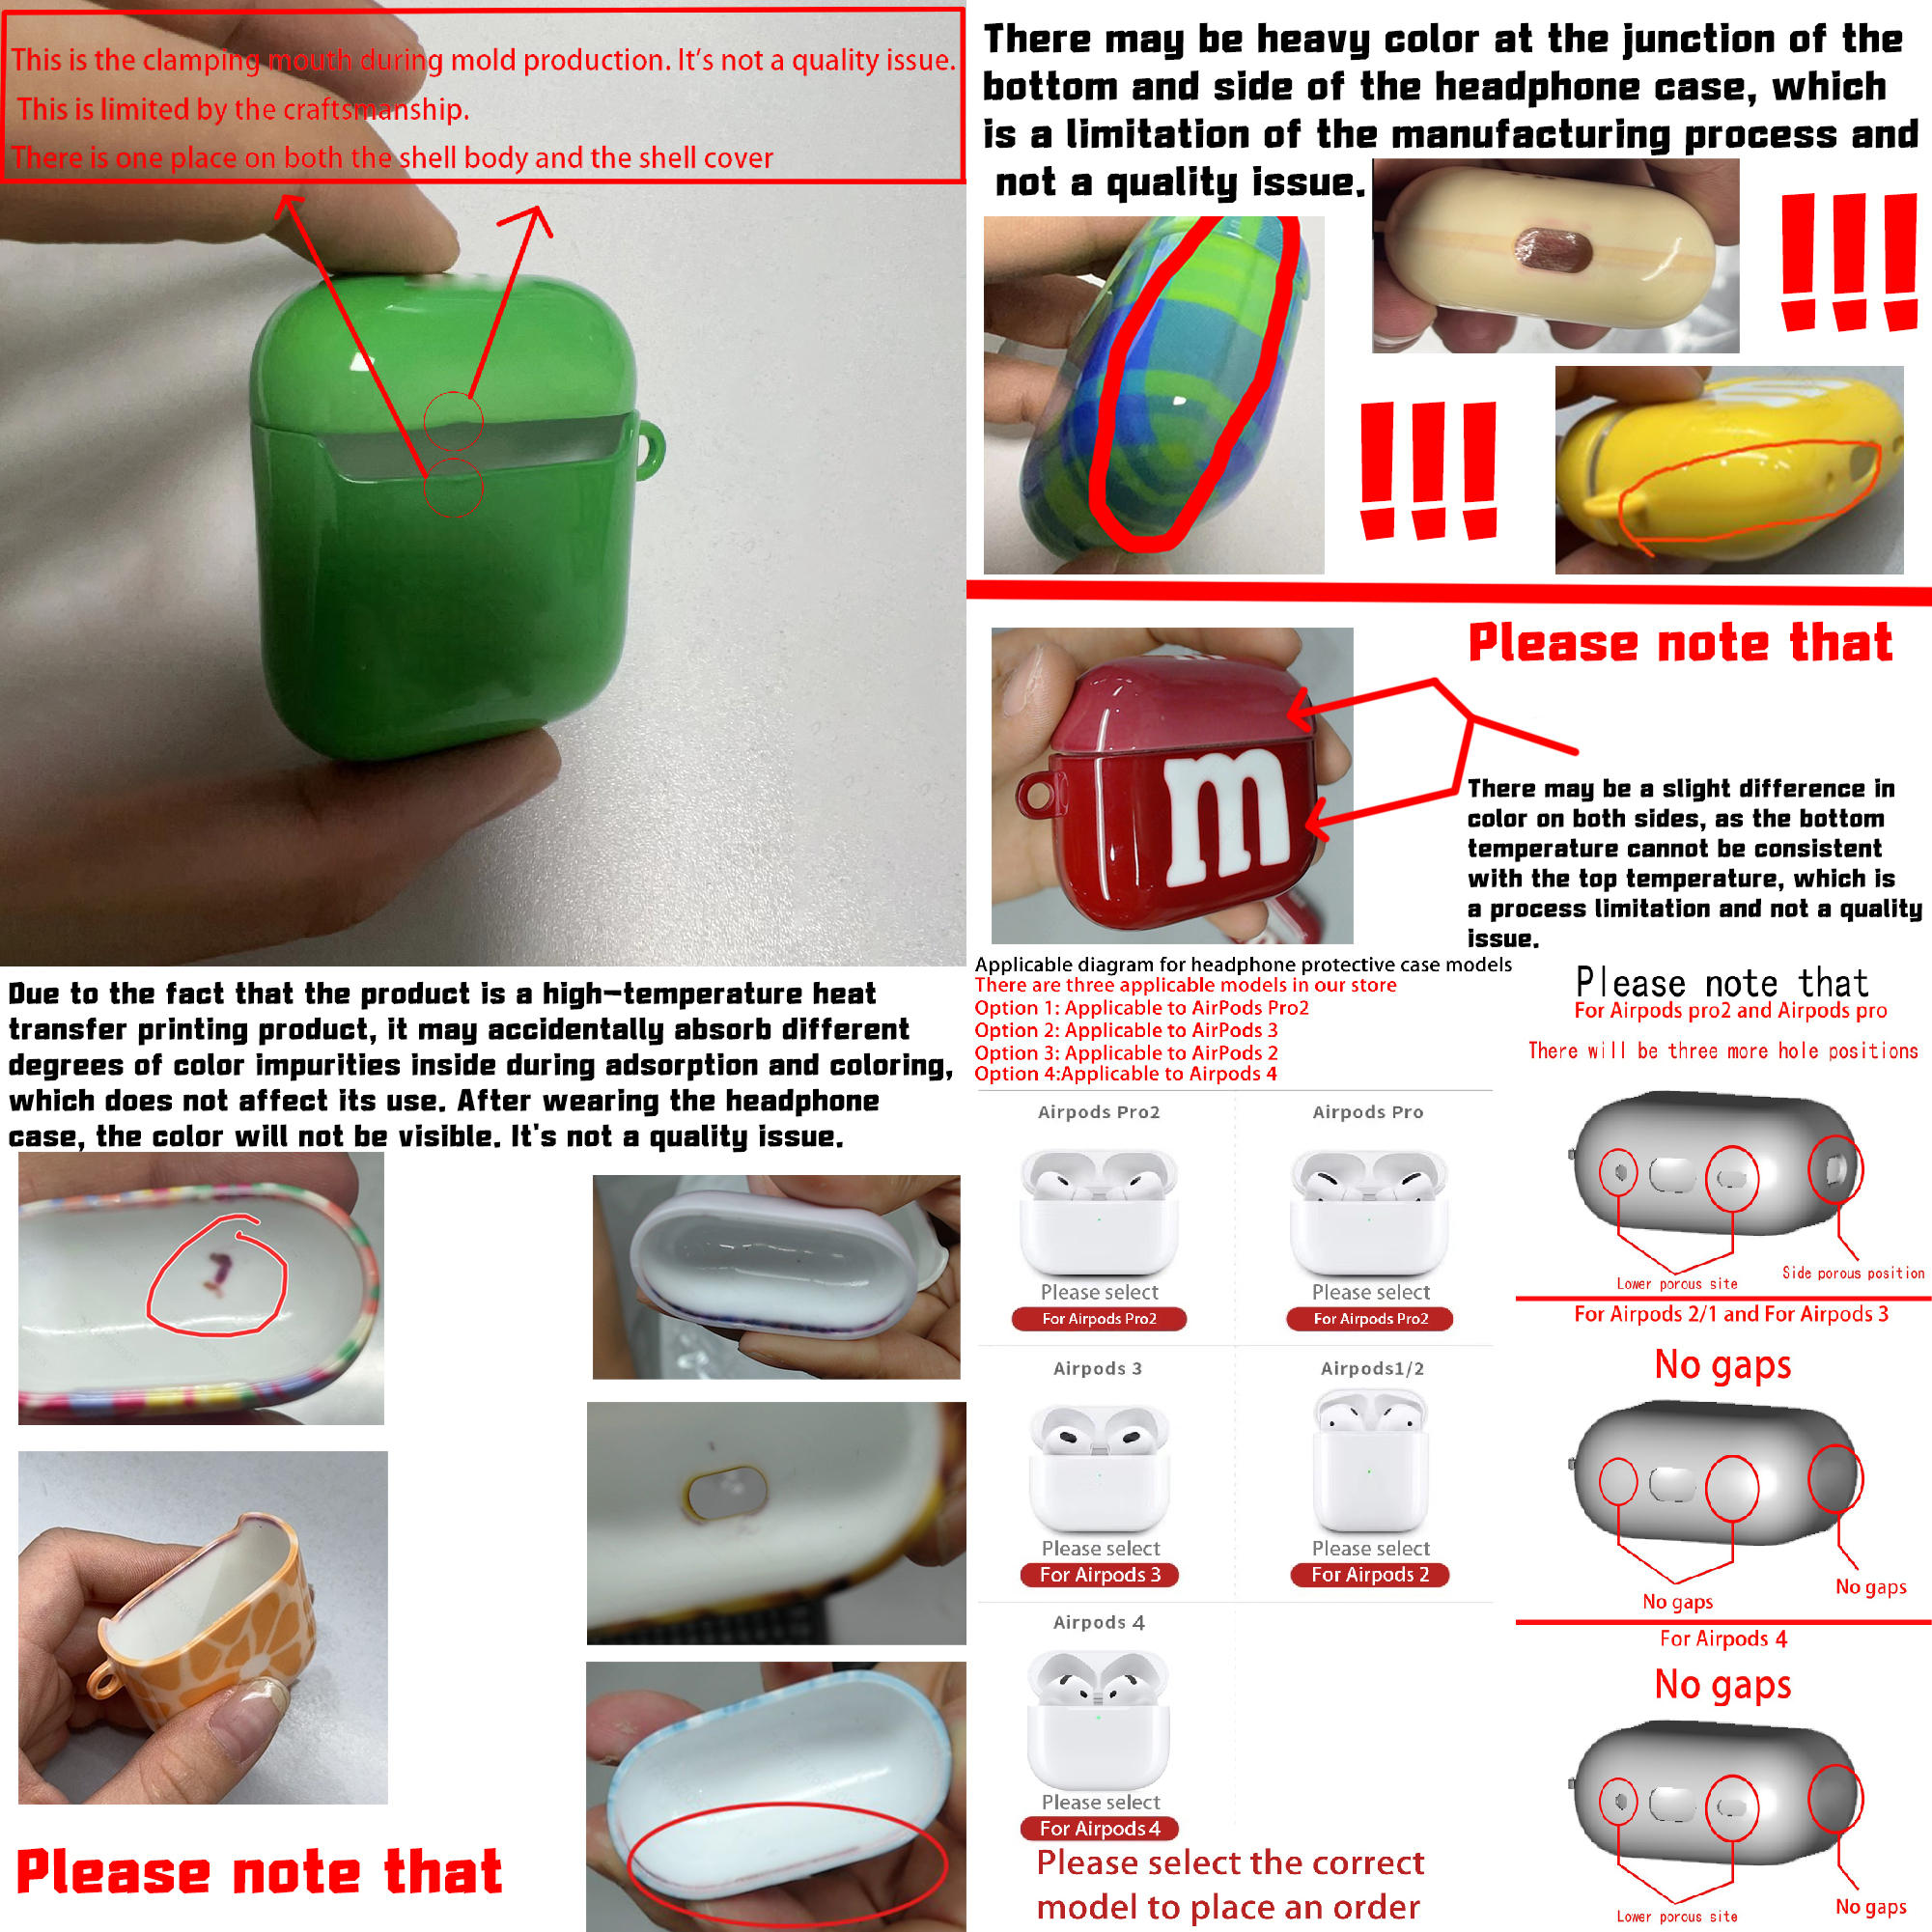 This is the clamping mouth during mold production. It's not a quality issue.
This is limited by the craftsmanship.
There is one place on both the shell body and the shell cover
There may be heavy color at the junction of the
bottom and side of the headphone case, which
is a limitation of the manufacturing process and
not a quality issue.
!!!
!!!
Please note that
m
There may be a slight difference in
color on both sides, as the bottom
temperature cannot be consistent
with the top temperature, which is
a process limitation and not a quality
issue.
Due to the fact that the product is a high-temperature heat
transfer printing product, it may accidentally absorb different
degrees of color impurities inside during adsorption and coloring,
which does not affect its use. After wearing the headphone
case, the color will not be visible. It's not a quality issue.
Please note that
Applicable diagram for headphone protective case models
There are three applicable models in our store
Option 1: Applicable to AirPods Pro2
Option 2: Applicable to AirPods 3
Option 3: Applicable to AirPods 2
Option 4:Applicable to Airpods 4
Airpods Pro2
Airpods Pro
Please select
Please select
For Airpods Pro2
For Airpods Pro2
Airpods 3
Airpods1/2
Please select
Please select
For Airpods 3
For Airpods 2
Airpods 4
Please select
For Airpods 4
Please select the correct
model to place an order
Please note that
For Airpods pro2 and Airpods pro
There will be three more hole positions
Lower porous site
Side porous position
For Airpods 2/1 and For Airpods 3
No gaps
No gaps
No gaps
For Airpods 4
No gaps
Lower porous site
No gaps